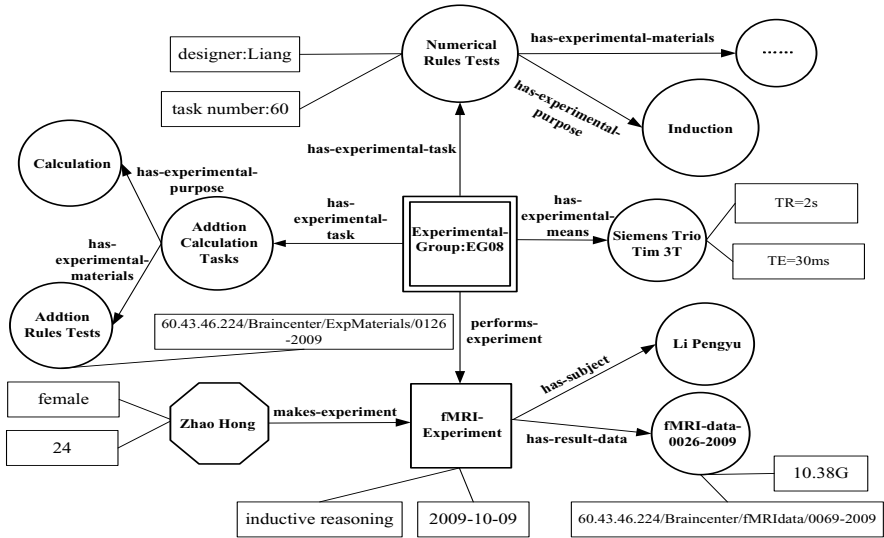 designer:Liang
task number:60
Numerical
Rules Tests
has-experimental-materials
......
has-experimental-
purpose
Induction
has-experimental-task
Calculation
has-experimental-
purpose
Addtion
Calculation
Tasks
has-
experimental-
task
Experimental-
Group:EG08
has-
experimental-
means
Siemens Trio
Tim 3T
TR=2s
TE=30ms
has-
experimental-
materials
Addtion
Rules Tests
60.43.46.224/Braincenter/ExpMaterials/0126
-2009
performs-
experiment
has-subject
Li Pengyu
female
24
Zhao Hong
makes-experiment
fMRI-
Experiment
has-result-data
fMRI-data-
0026-2009
10.38G
inductive reasoning
2009-10-09
60.43.46.224/Braincenter/fMRIdata/0069-2009